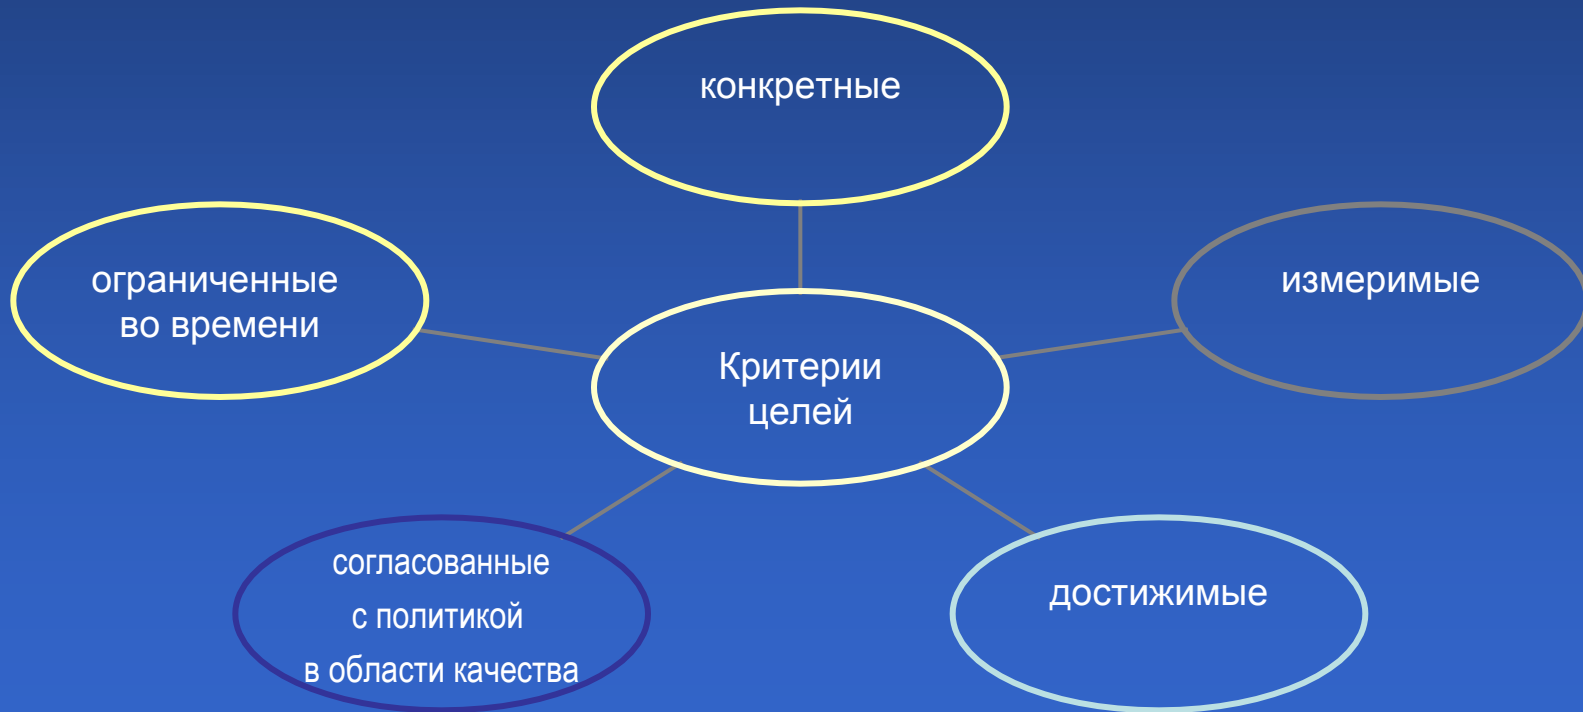 конкретные
ограниченные
во времени
измеримые
Критерии
целей
согласованные
с политикой
в области качества
достижимые